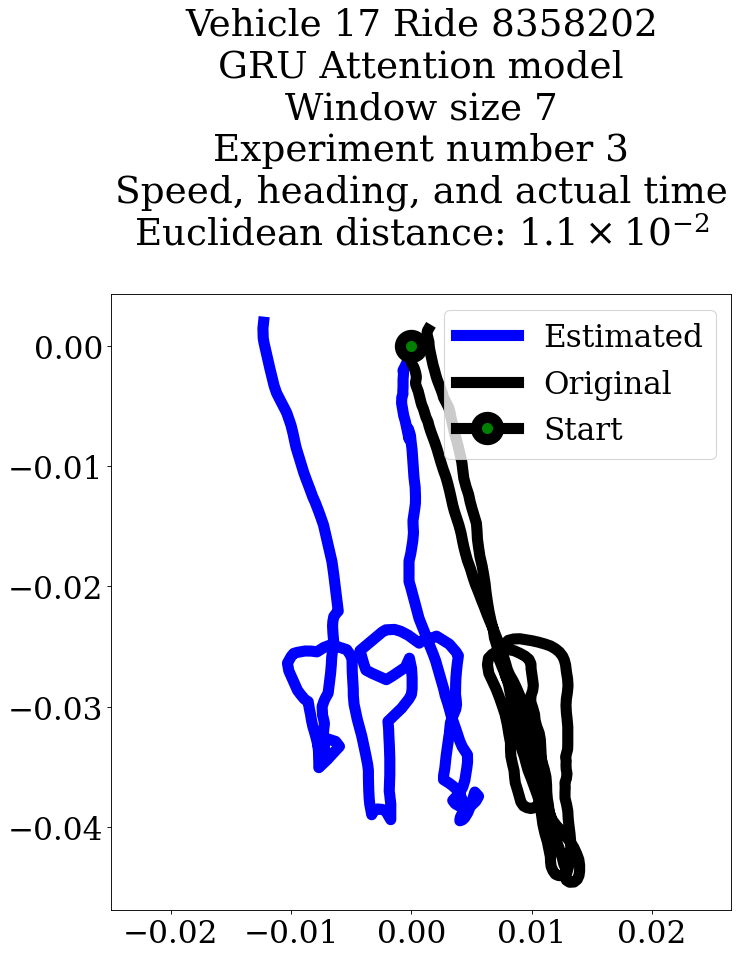 Vehicle 17 Ride 8358202
GRU Attention model
Window size 7
Experiment number 3
Speed, heading, and actual time
Euclidean distance: 1.1 × 10⁻²
Estimated
Original
Start
0.00
−0.01
−0.02
−0.03
−0.04
−0.02 −0.01 0.00 0.01 0.02